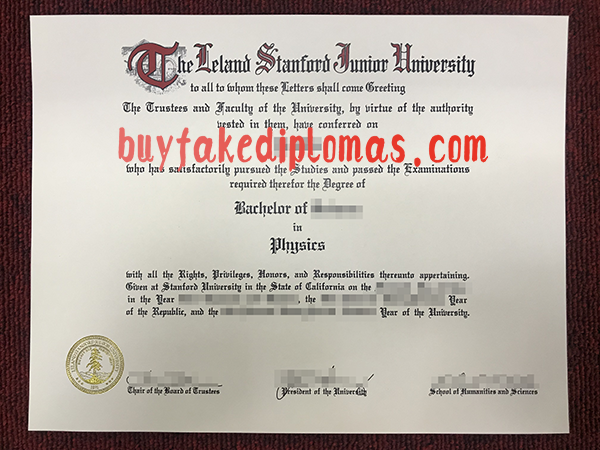 The Leland Stanford Junior University
to all to whom these Letters shall come Greeting
The Trustees and Faculty of the University, by virtue of the authority
vested in them, have conferred on
buyfakediplomas.com
who has satisfactorily pursued the Studies and passed the Examinations
required therefor the Degree of
Bachelor of
in
Physics
with all the Rights, Privileges, Honors, and Responsibilities thereunto appertaining.
Given at Stanford University in the State of California on the
in the Year , the Year
of the Republic, and the Year of the University.
Chair of the Board of Trustees
President of the University
School of Humanities and Sciences